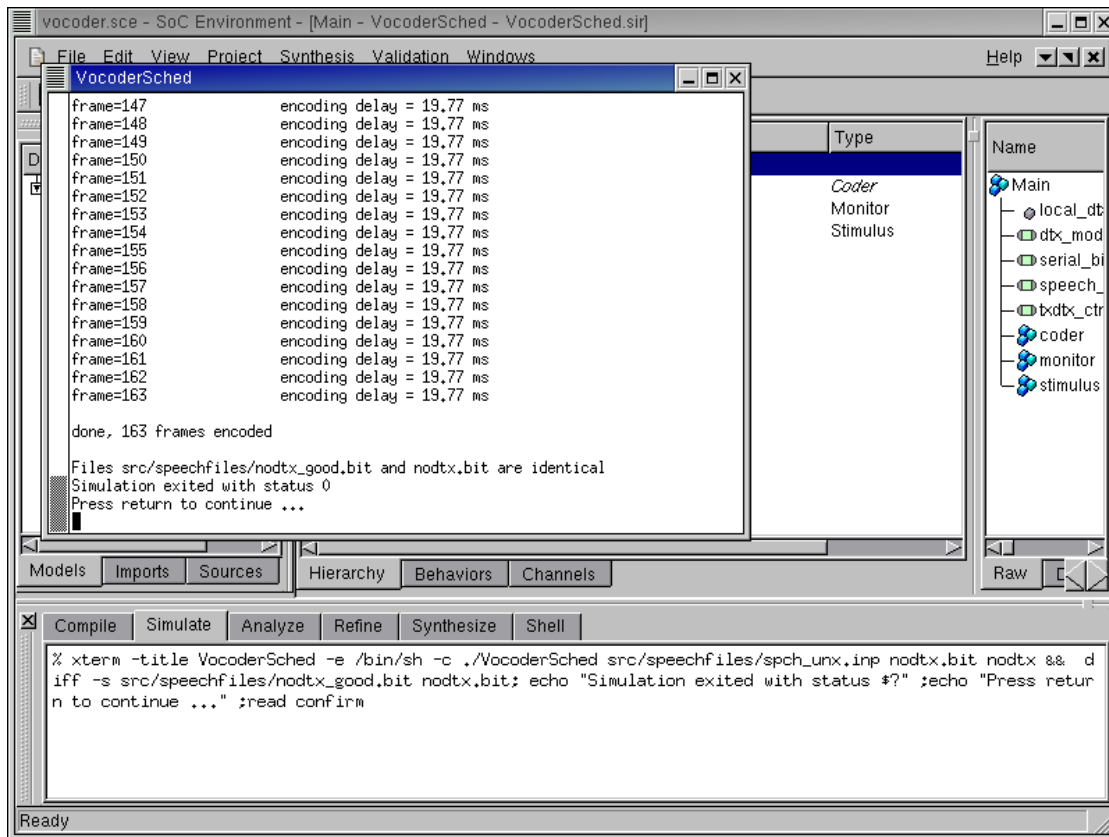 vocoder.sce - SoC Environment - [Main - VocoderSched - VocoderSched.sir]
File Edit View Project Synthesis Validation Windows Help
VocoderSched
frame=147 encoding delay = 19.77 ms
frame=148 encoding delay = 19.77 ms
frame=149 encoding delay = 19.77 ms
frame=150 encoding delay = 19.77 ms
frame=151 encoding delay = 19.77 ms
frame=152 encoding delay = 19.77 ms
frame=153 encoding delay = 19.77 ms
frame=154 encoding delay = 19.77 ms
frame=155 encoding delay = 19.77 ms
frame=156 encoding delay = 19.77 ms
frame=157 encoding delay = 19.77 ms
frame=158 encoding delay = 19.77 ms
frame=159 encoding delay = 19.77 ms
frame=160 encoding delay = 19.77 ms
frame=161 encoding delay = 19.77 ms
frame=162 encoding delay = 19.77 ms
frame=163 encoding delay = 19.77 ms
done, 163 frames encoded
Files src/speechfiles/nodtx_good.bit and nodtx.bit are identical
Simulation exited with status 0
Press return to continue ...
D
Type
Coder
Monitor
Stimulus
Name
Main
local_dt
dtx_mod
serial_bi
speech_
txdtx_ctr
coder
monitor
stimulus
Models Imports Sources
Hierarchy Behaviors Channels
Raw
Compile Simulate Analyze Refine Synthesize Shell
% xterm -title VocoderSched -e /bin/sh -c ./VocoderSched src/speechfiles/spch_unx.inp nodtx.bit nodtx && d
iff -s src/speechfiles/nodtx_good.bit nodtx.bit; echo "Simulation exited with status $?" ;echo "Press retur
n to continue ..." ;read confirm
Ready